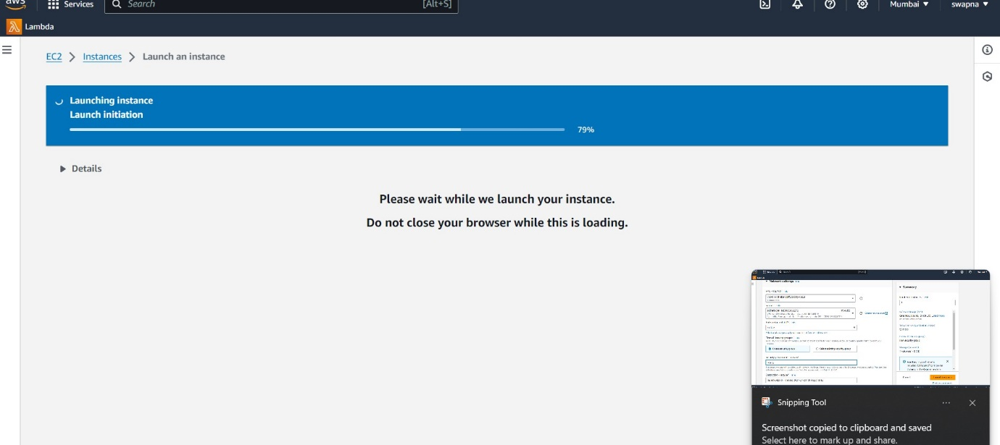 aws
Services
Search
[Alt+S]
Mumbai ▼
swapna ▼
Lambda
EC2 > Instances > Launch an instance
Launching instance
Launch initiation
79%
Details
Please wait while we launch your instance.
Do not close your browser while this is loading.
Summary
Snipping Tool
Screenshot copied to clipboard and saved
Select here to mark up and share.